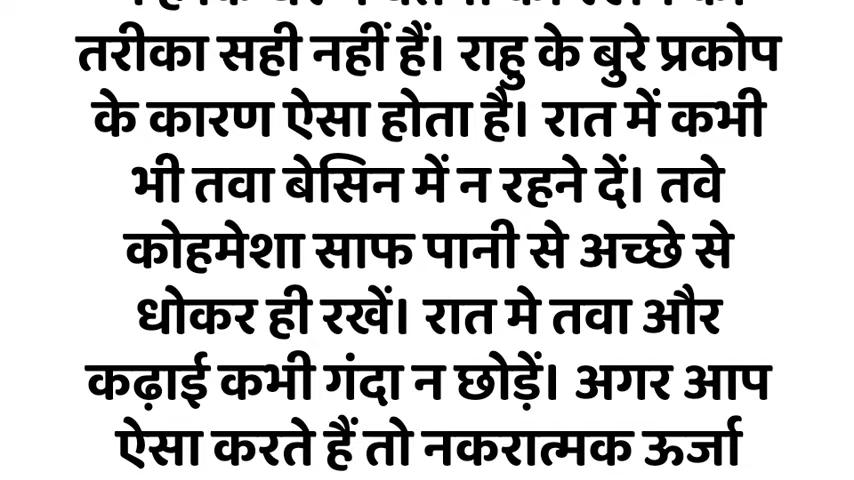 तरीका सही नहीं हैं। राहु के बुरे प्रकोप
के कारण ऐसा होता है। रात में कभी
भी तवा बेसिन में न रहने दें। तवे
कोहमेशा साफ पानी से अच्छे से
धोकर ही रखें। रात मे तवा और
कढ़ाई कभी गंदा न छोड़ें। अगर आप
ऐसा करते हैं तो नकरात्मक ऊर्जा